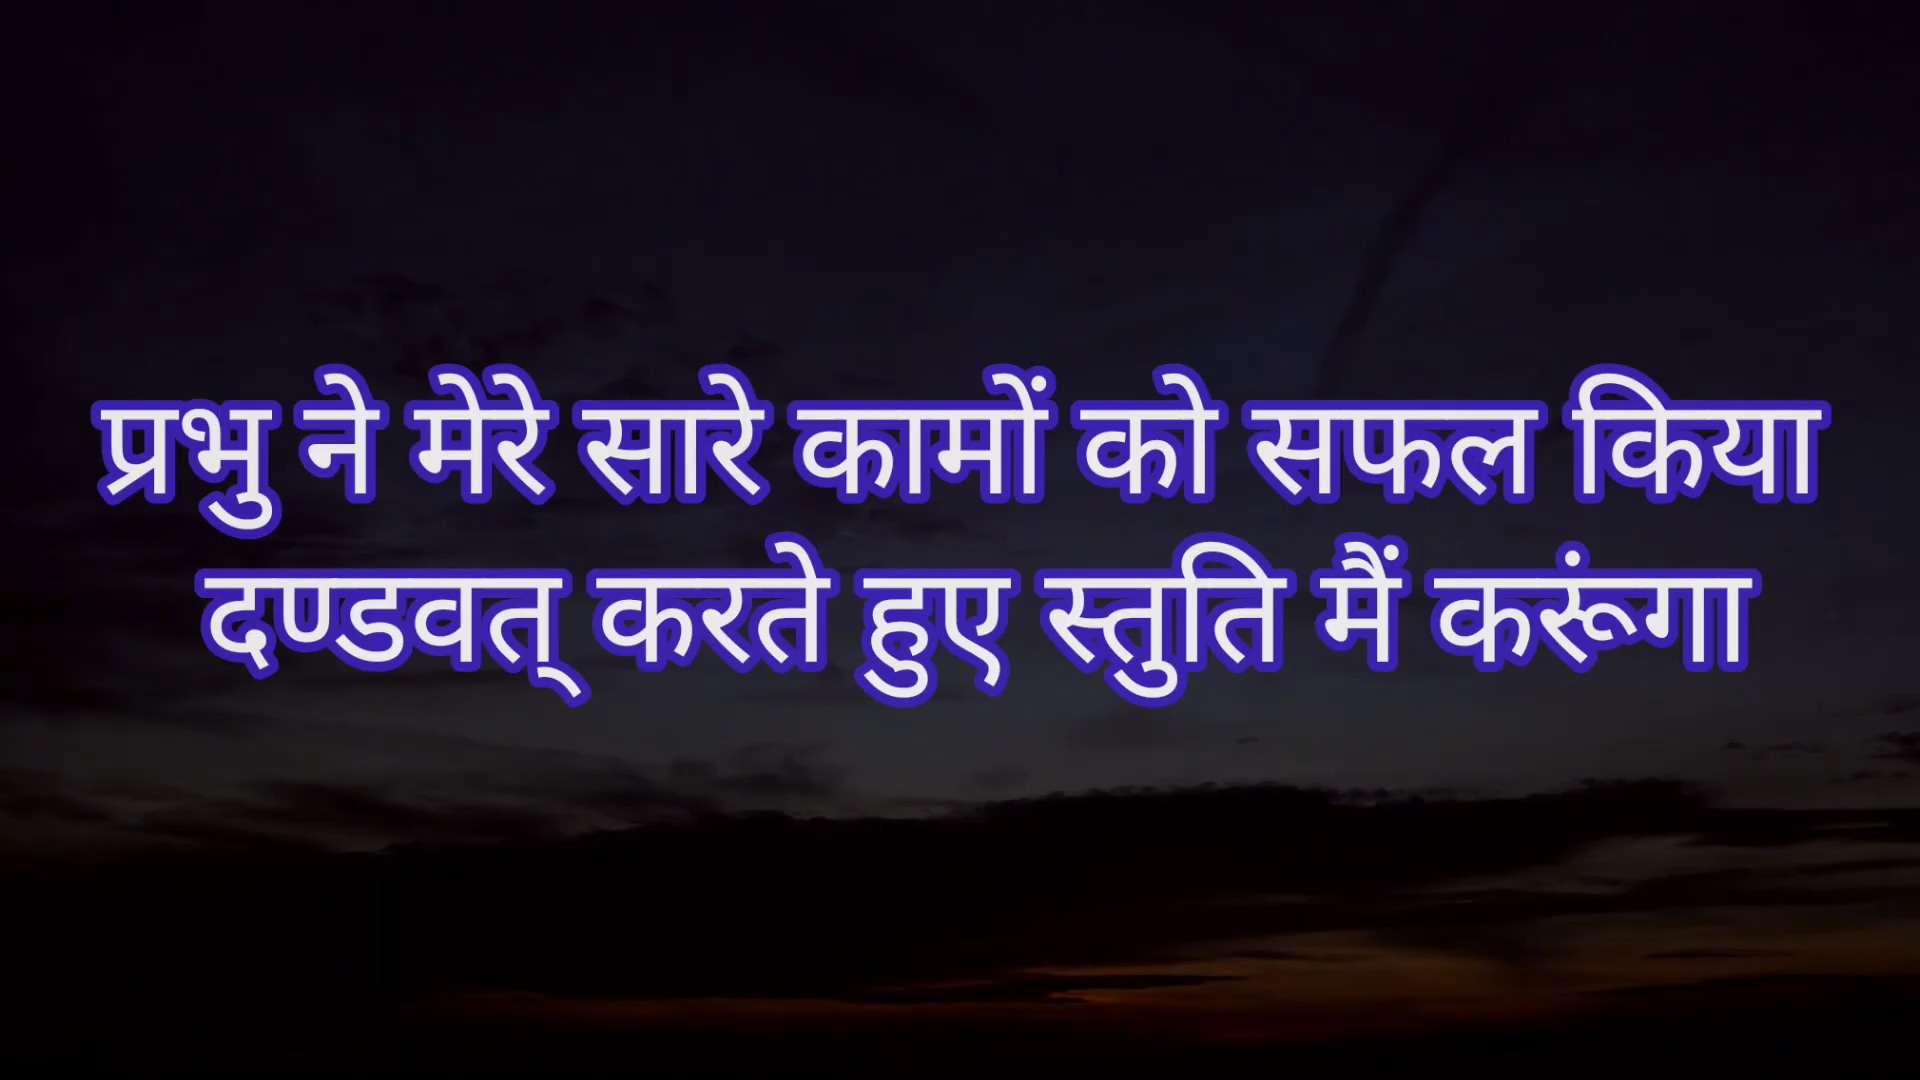 प्रभु ने मेरे सारे कामों को सफल किया
दण्डवत् करते हुए स्तुति मैं करूंगा